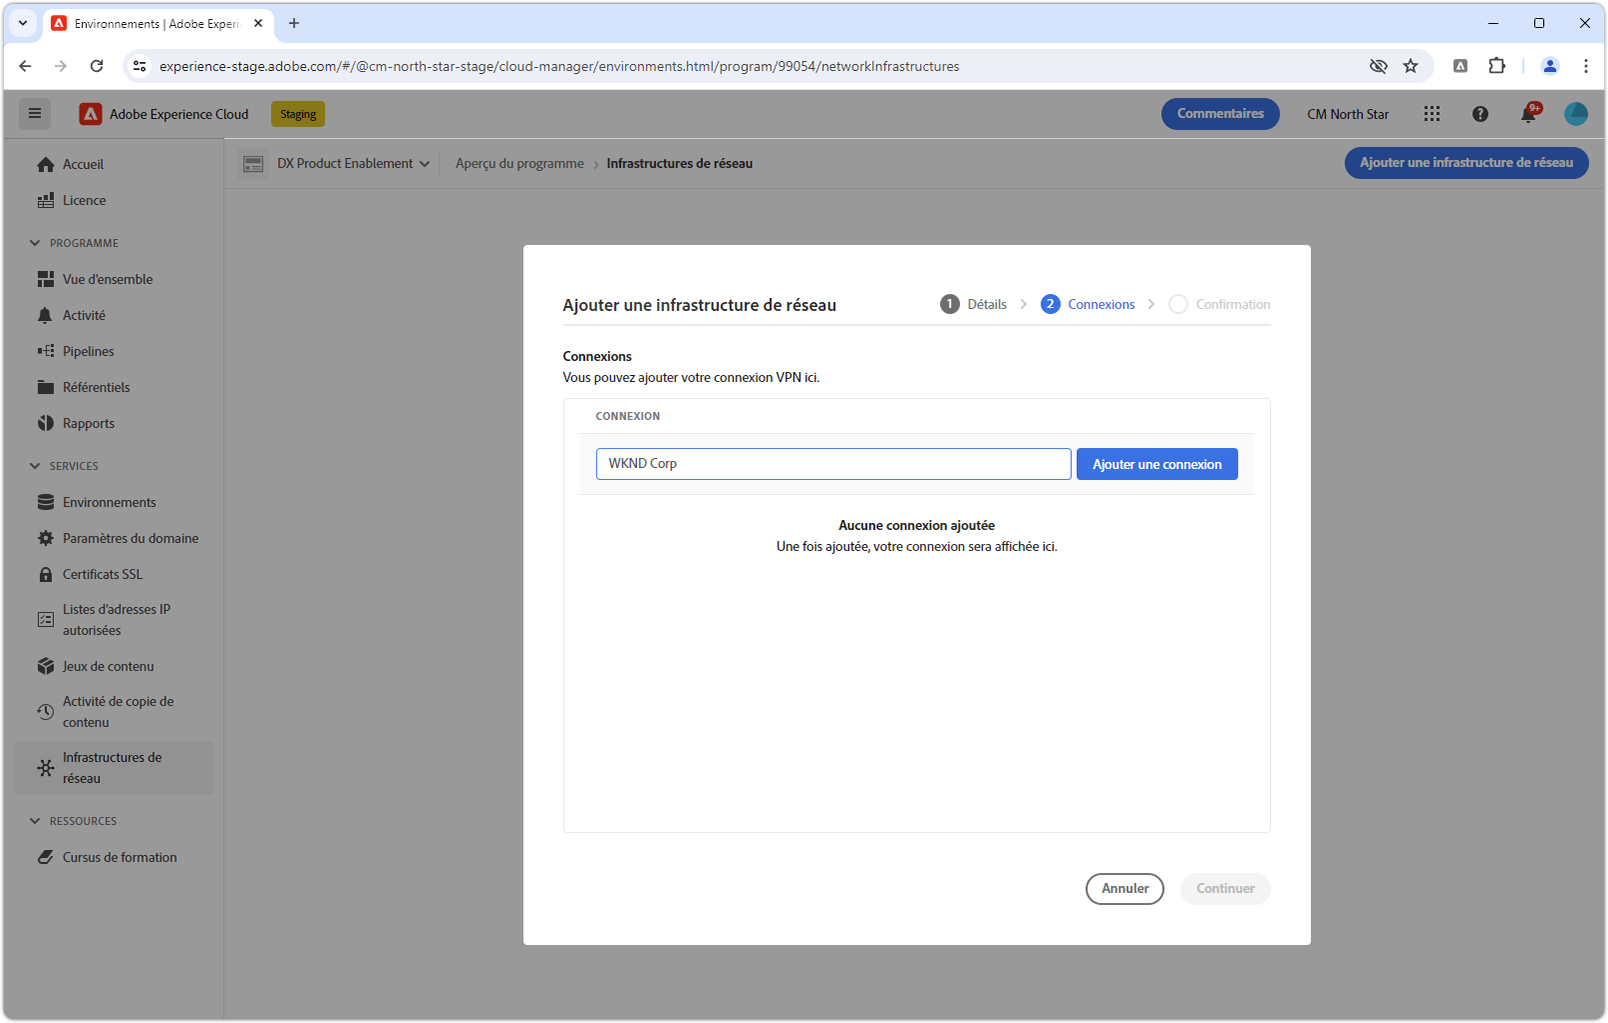 Environnements | Adobe Experi
experience-stage.adobe.com/#/@cm-north-star-stage/cloud-manager/environments.html/program/99054/networkInfrastructures
Adobe Experience Cloud
Staging
Commentaires
CM North Star
9+
Accueil
Licence
PROGRAMME
Vue d'ensemble
Activité
Pipelines
Référentiels
Rapports
SERVICES
Environnements
Paramètres du domaine
Certificats SSL
Listes d'adresses IP
autorisées
Jeux de contenu
Activité de copie de
contenu
Infrastructures de
réseau
RESSOURCES
Cursus de formation
DX Product Enablement
Aperçu du programme > Infrastructures de réseau
Ajouter une infrastructure de réseau
Ajouter une infrastructure de réseau
1 Détails
2 Connexions
Confirmation
Connexions
Vous pouvez ajouter votre connexion VPN ici.
CONNEXION
WKND Corp
Ajouter une connexion
Aucune connexion ajoutée
Une fois ajoutée, votre connexion sera affichée ici.
Annuler
Continuer